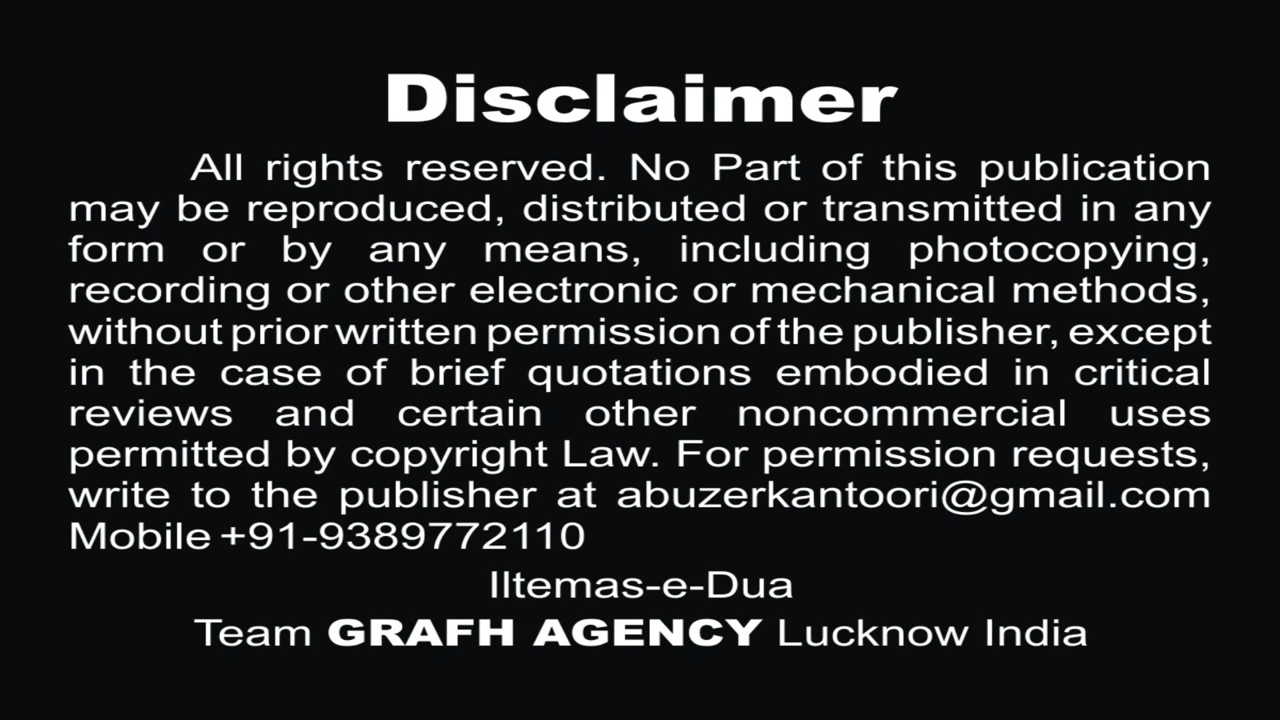 Disclaimer
All rights reserved. No Part of this publication
may be reproduced, distributed or transmitted in any
form or by any means, including photocopying,
recording or other electronic or mechanical methods,
without prior written permission of the publisher, except
in the case of brief quotations embodied in critical
reviews and certain other noncommercial uses
permitted by copyright Law. For permission requests,
write to the publisher at abuzerkantoori@gmail.com
Mobile +91-9389772110
IItemas-e-Dua
Team GRAFH AGENCY Lucknow India